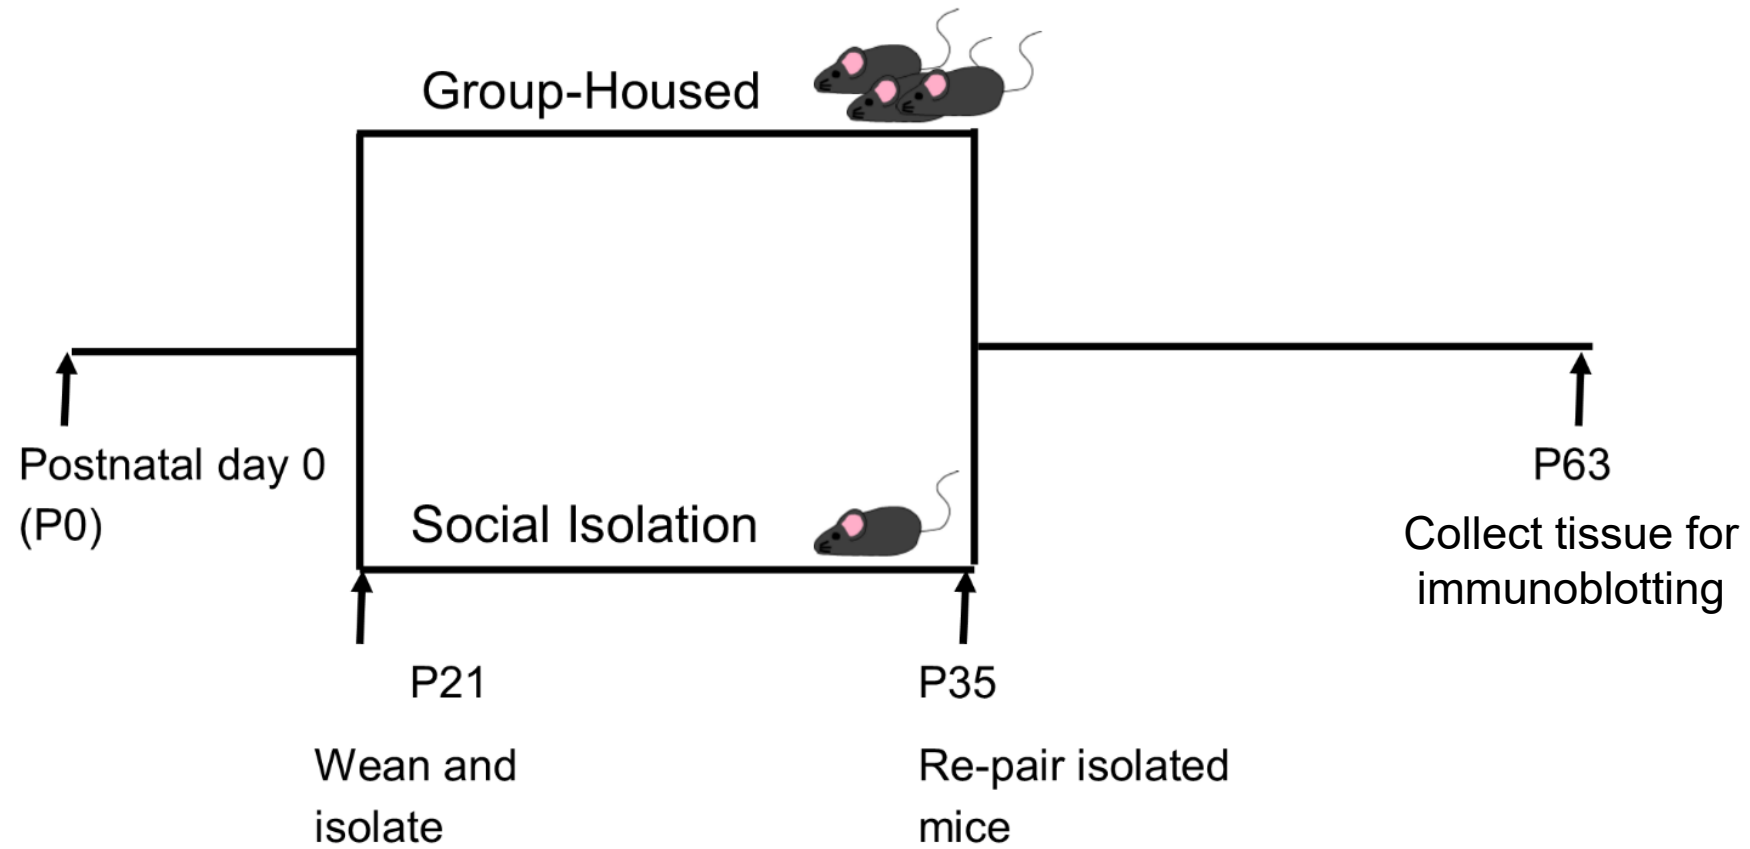 Group-Housed
Postnatal day 0
(P0)
Social Isolation
P63
Collect tissue for
immunoblotting
P21
Wean and
isolate
P35
Re-pair isolated
mice